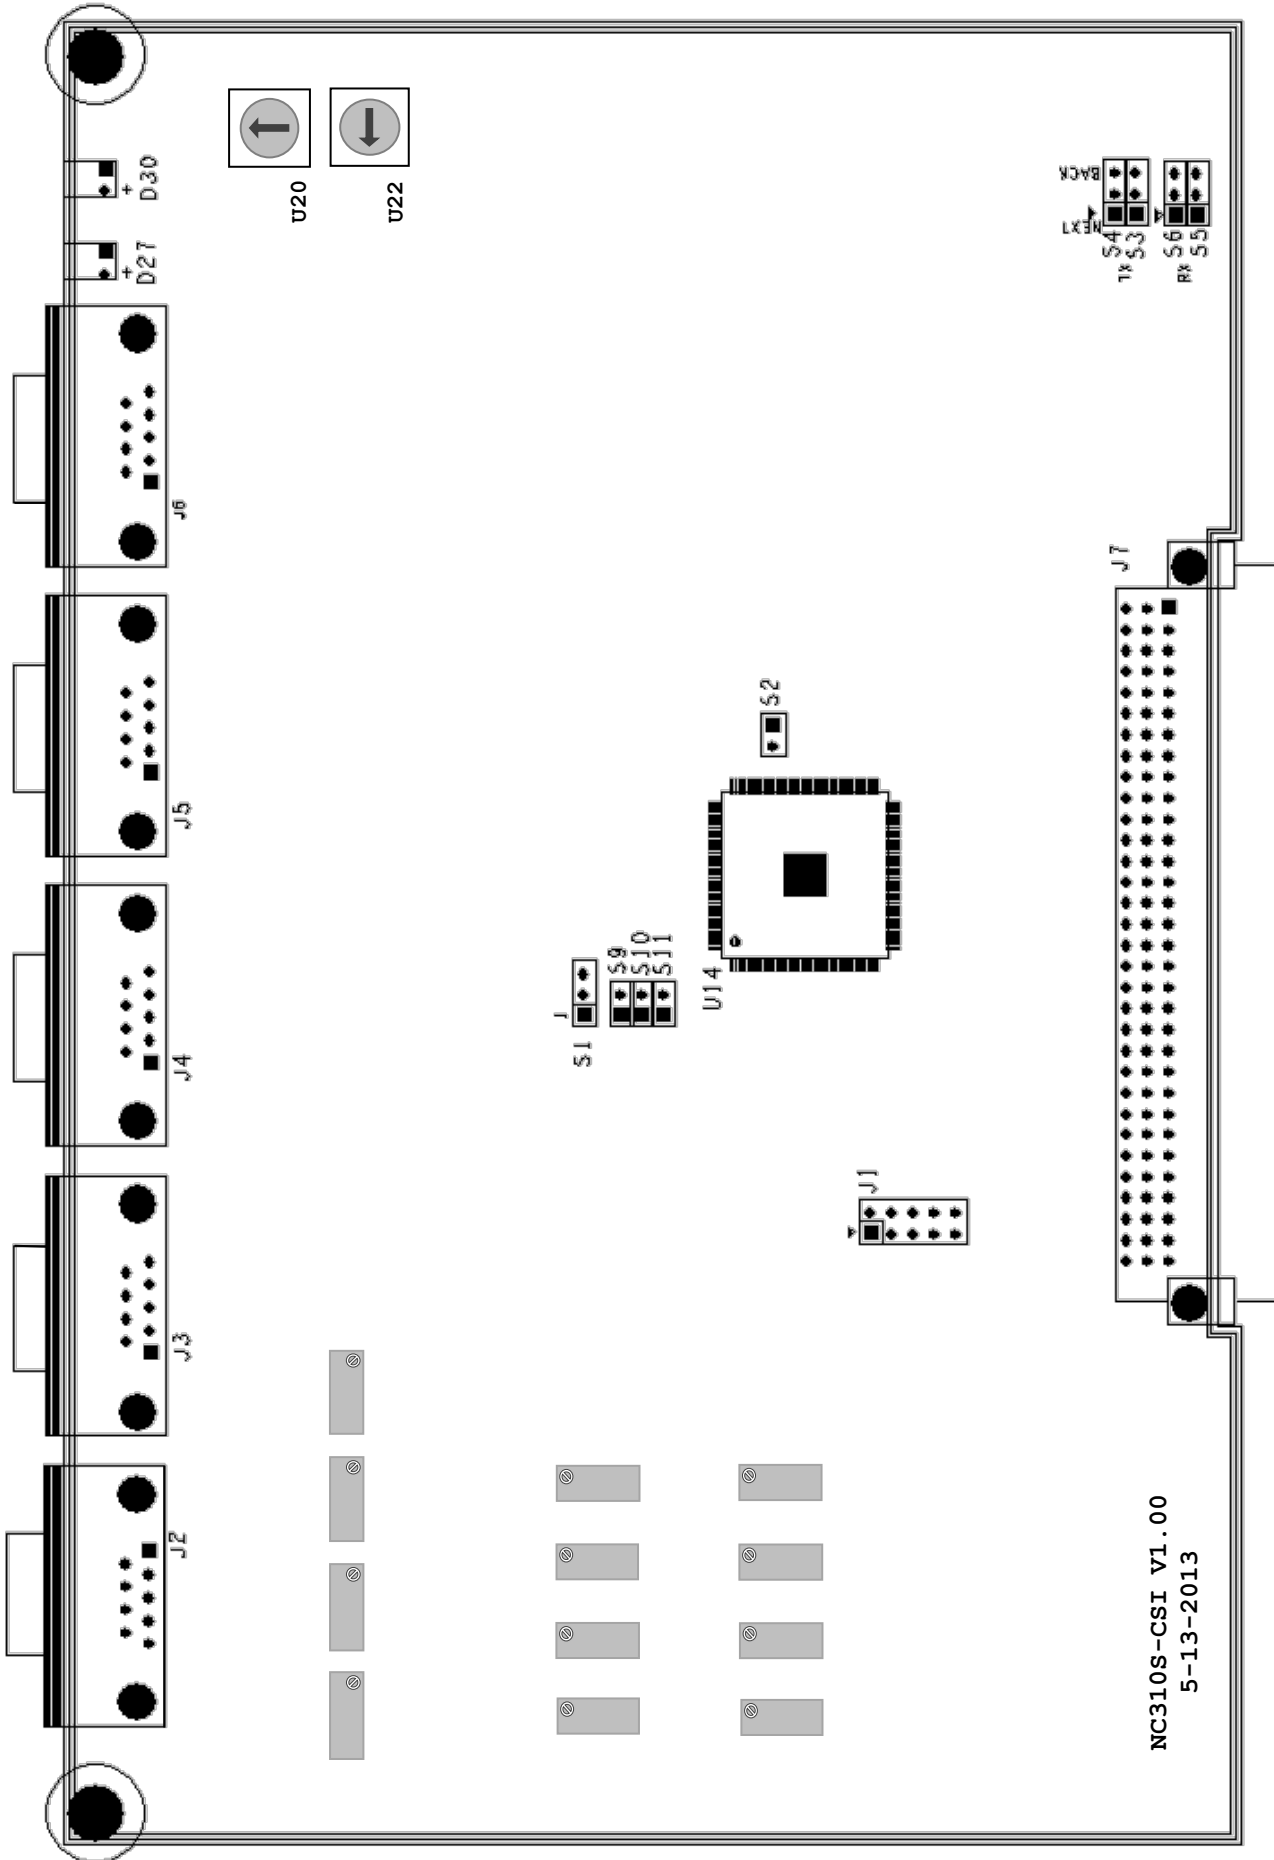 D30
+
D27
+
U20
U22
BACK
NEXT
S4
S3
TX
S6
S5
RX
J6
J7
S2
J5
S9
S10
S11
U14
J
S1
J4
J1
J3
J2
NC310S-CSI V1.00
5-13-2013